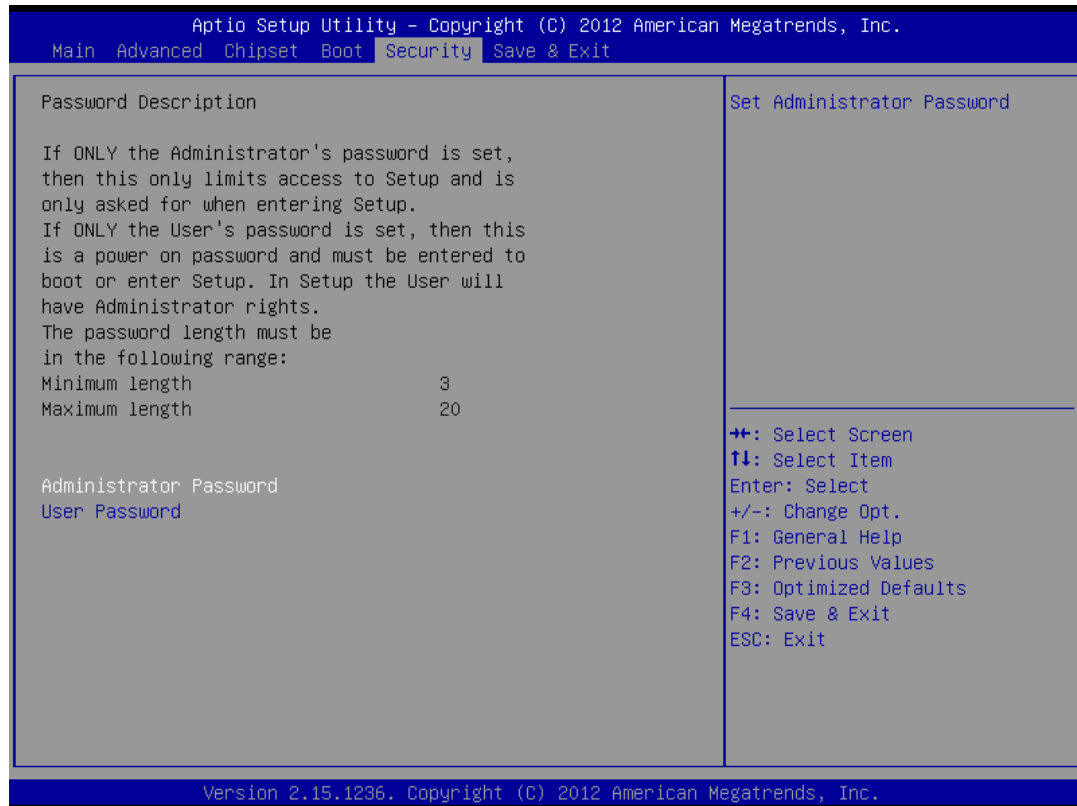 Aptio Setup Utility – Copyright (C) 2012 American Megatrends, Inc.
Main Advanced Chipset Boot Security Save & Exit
Password Description
If ONLY the Administrator's password is set,
then this only limits access to Setup and is
only asked for when entering Setup.
If ONLY the User's password is set, then this
is a power on password and must be entered to
boot or enter Setup. In Setup the User will
have Administrator rights.
The password length must be
in the following range:
Minimum length 3
Maximum length 20
Administrator Password
User Password
Set Administrator Password
→←: Select Screen
↑↓: Select Item
Enter: Select
+/-: Change Opt.
F1: General Help
F2: Previous Values
F3: Optimized Defaults
F4: Save & Exit
ESC: Exit
Version 2.15.1236. Copyright (C) 2012 American Megatrends, Inc.